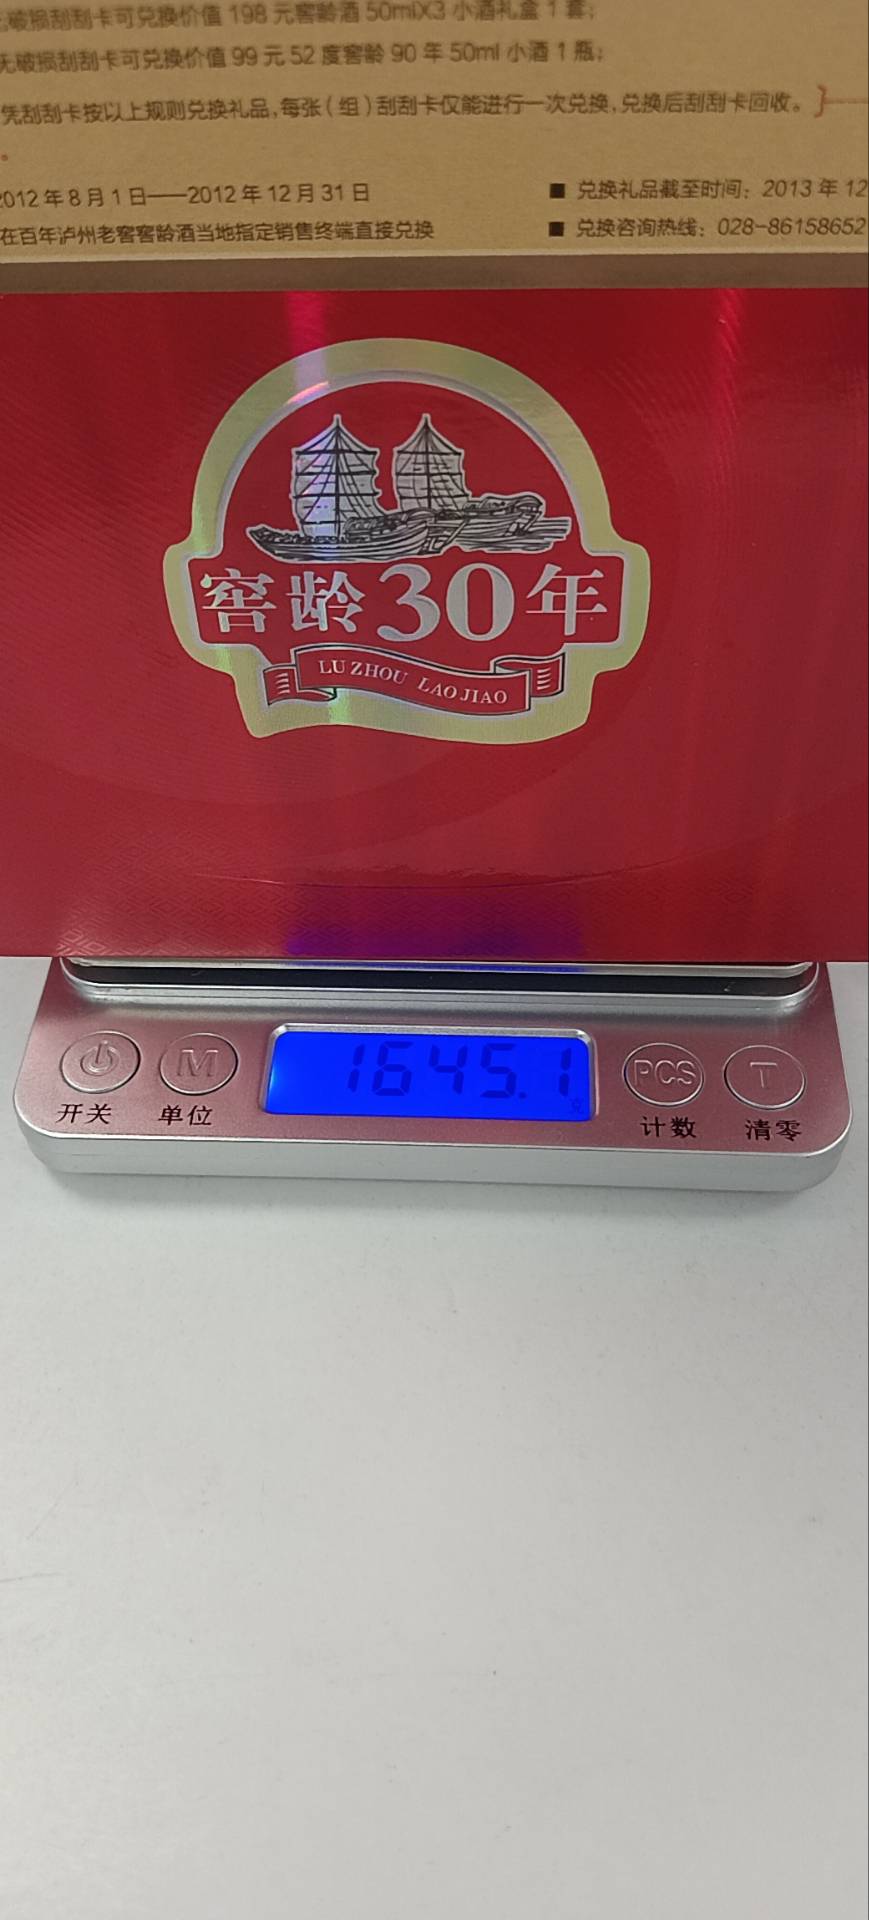 破损刮刮卡可兑换价值 198 元窖龄酒 50mlX3 小酒礼盒 1 套；
无破损刮刮卡可兑换价值 99 元 52 度窖龄 90 年 50ml 小酒 1 瓶；
凭刮刮卡按以上规则兑换礼品，每张（组）刮刮卡仅能进行一次兑换，兑换后刮刮卡回收。
2012 年 8 月 1 日——2012 年 12 月 31 日
■ 兑换礼品截至时间：2013 年 12
在百年泸州老窖窖龄酒当地指定销售终端直接兑换
■ 兑换咨询热线：028-86158652
窖龄30年
LU ZHOU LAO JIAO
M
1645.1
克
PCS
T
开关
单位
计数
清零